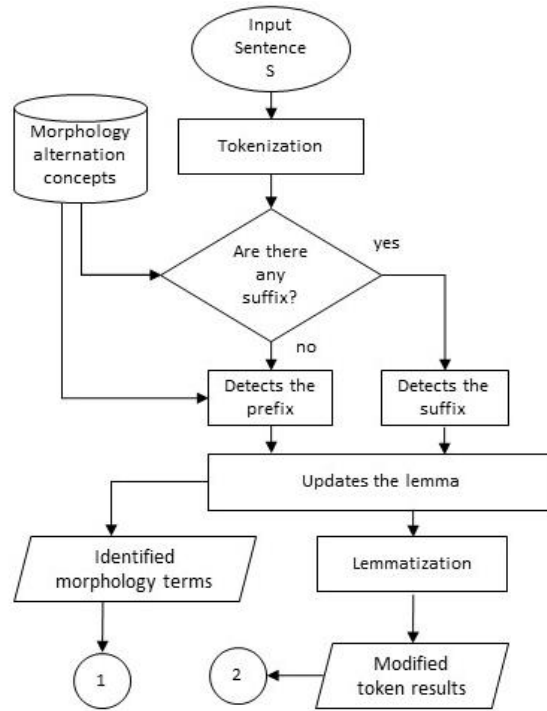 Input
Sentence
S
Morphology
alternation
concepts
Tokenization
Are there
any
suffix?
yes
no
Detects the
prefix
Detects the
suffix
Updates the lemma
Identified
morphology terms
Lemmatization
1
2
Modified
token results